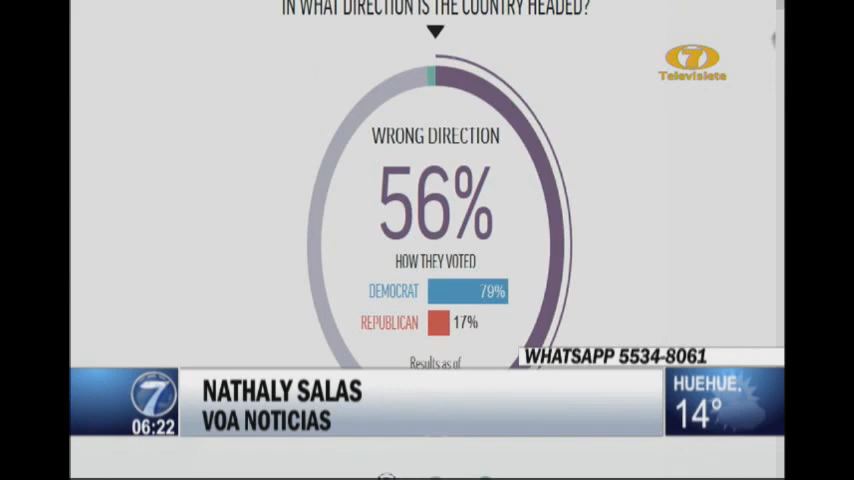 IN WHAT DIRECTION IS THE COUNTRY HEADED?
7
Televisiete
WRONG DIRECTION
56%
HOW THEY VOTED
DEMOCRAT 79%
REPUBLICAN 17%
Results as of
WHATSAPP 5534-8061
7
06:22
NATHALY SALAS
VOA NOTICIAS
HUEHUE.
14°